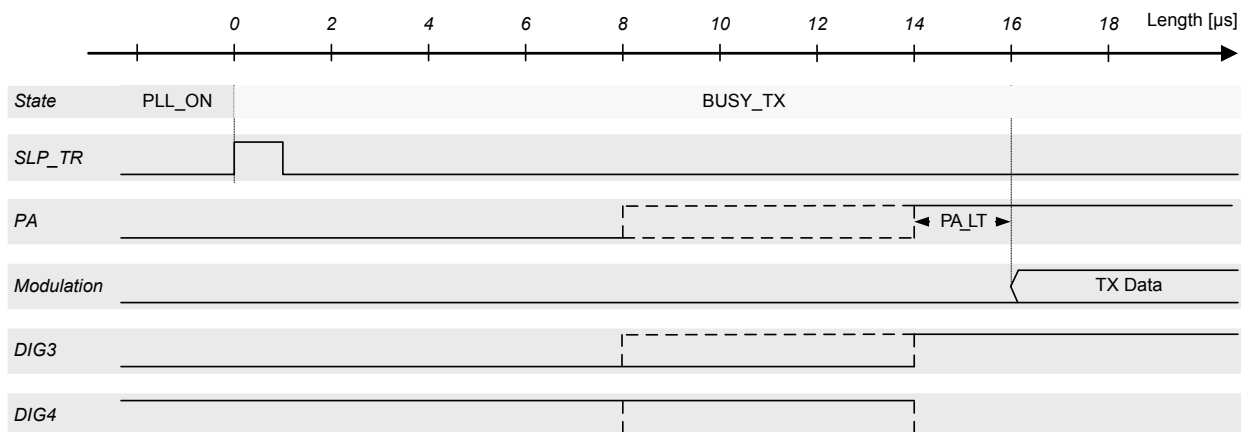 0 2 4 6 8 10 12 14 16 18 Length [µs]
State PLL_ON BUSY_TX
SLP_TR
PA PA_LT
Modulation TX Data
DIG3
DIG4